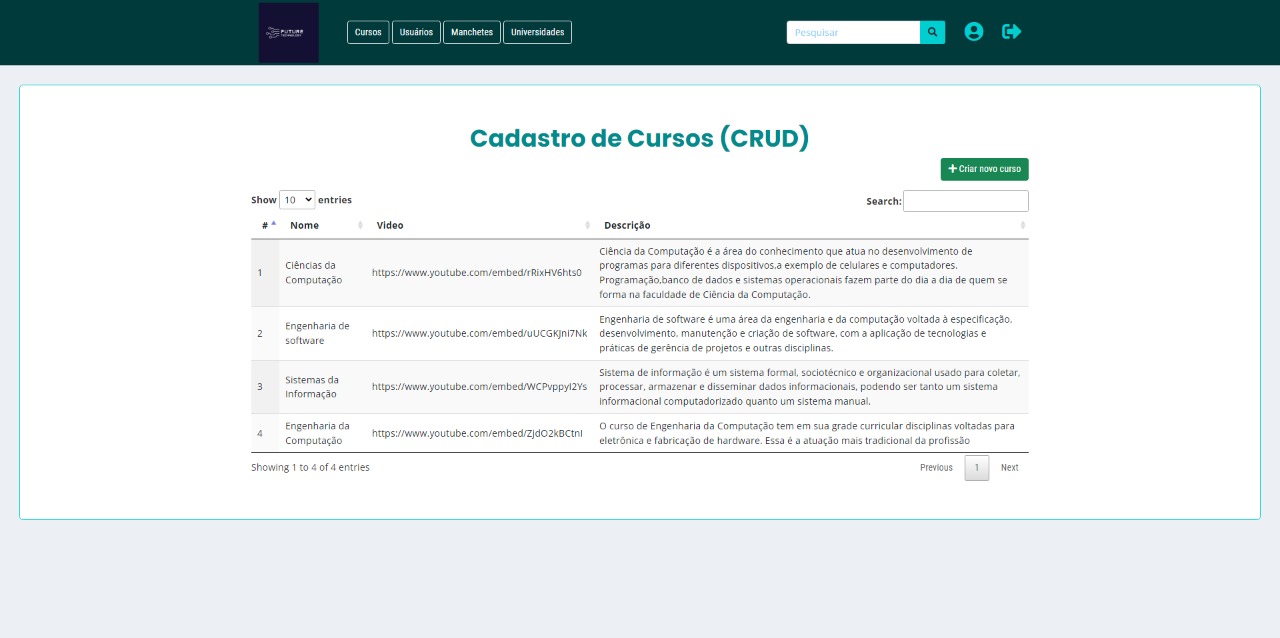 FUTURE
TECHNOLOGY
Cursos Usuários Manchetes Universidades Pesquisar
Cadastro de Cursos (CRUD)
Criar novo curso
Show 10 entries Search:
# Nome Video Descrição
1 Ciências da Computação https://www.youtube.com/embed/rRixHV6hts0 Ciência da Computação é a área do conhecimento que atua no desenvolvimento de
programas para diferentes dispositivos,a exemplo de celulares e computadores.
Programação,banco de dados e sistemas operacionais fazem parte do dia a dia de quem se
forma na faculdade de Ciência da Computação.
2 Engenharia de software https://www.youtube.com/embed/uUCGKJni7Nk Engenharia de software é uma área da engenharia e da computação voltada à especificação,
desenvolvimento, manutenção e criação de software, com a aplicação de tecnologias e
práticas de gerência de projetos e outras disciplinas.
3 Sistemas da Informação https://www.youtube.com/embed/WCPvppyI2Ys Sistema de informação é um sistema formal, sociotécnico e organizacional usado para coletar,
processar, armazenar e disseminar dados informacionais, podendo ser tanto um sistema
informacional computadorizado quanto um sistema manual.
4 Engenharia da Computação https://www.youtube.com/embed/ZjdO2kBCtnI O curso de Engenharia da Computação tem em sua grade curricular disciplinas voltadas para
eletrônica e fabricação de hardware. Essa é a atuação mais tradicional da profissão
Showing 1 to 4 of 4 entries Previous 1 Next